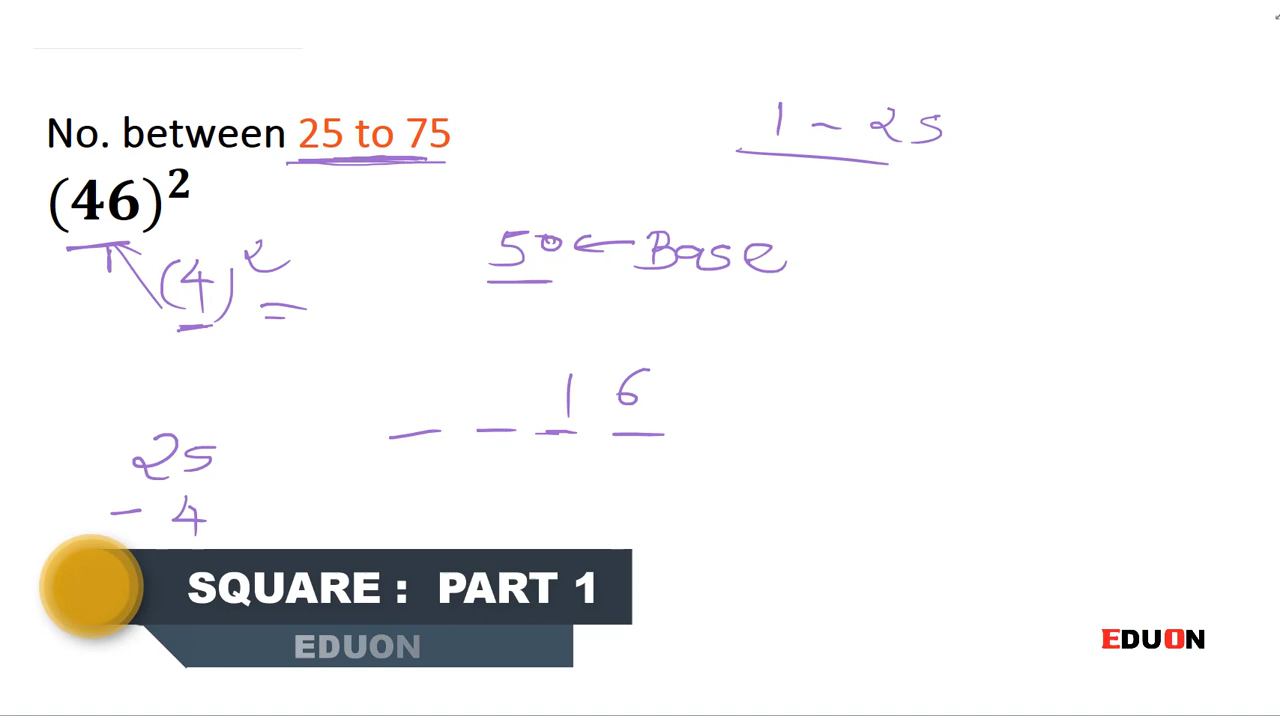 No. between 25 to 75
1 - 25
(46)²
50 ← Base
(4)² =
1 6
25
- 4
SQUARE : PART 1
EDUON
EDUON